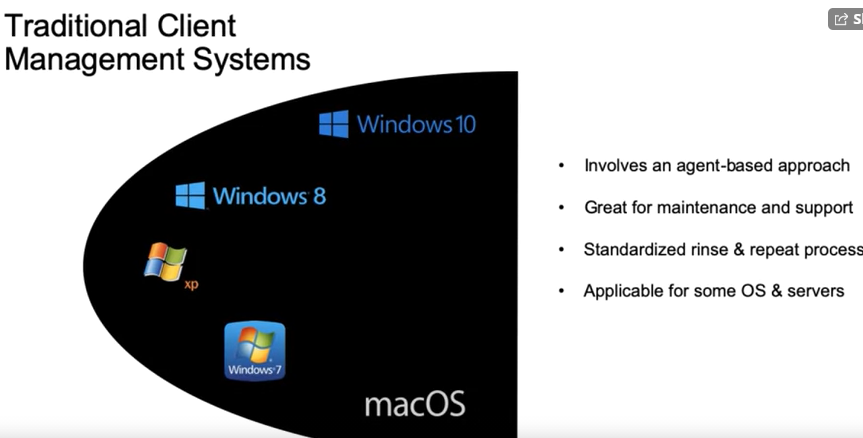 Traditional Client
Management Systems
S
Windows 10
Windows 8
xp
Windows 7
macOS
• Involves an agent-based approach
• Great for maintenance and support
• Standardized rinse & repeat process
• Applicable for some OS & servers